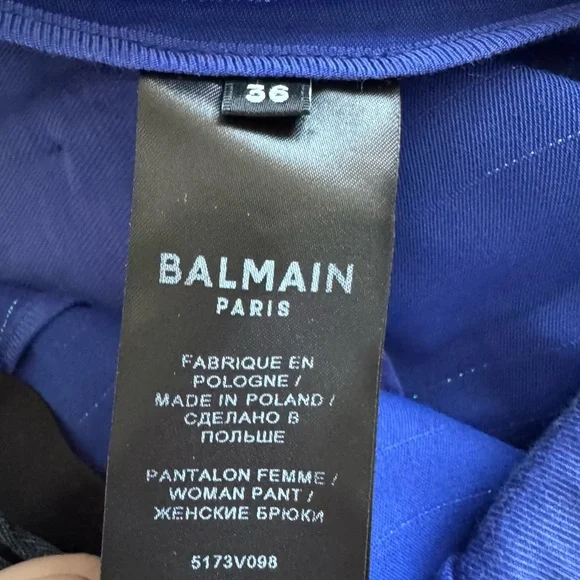 36
BALMAIN
PARIS
FABRIQUE EN
POLOGNE /
MADE IN POLAND /
СДЕЛАНО В
ПОЛЬШЕ
PANTALON FEMME /
WOMAN PANT /
ЖЕНСКИЕ БРЮКИ
5173V098